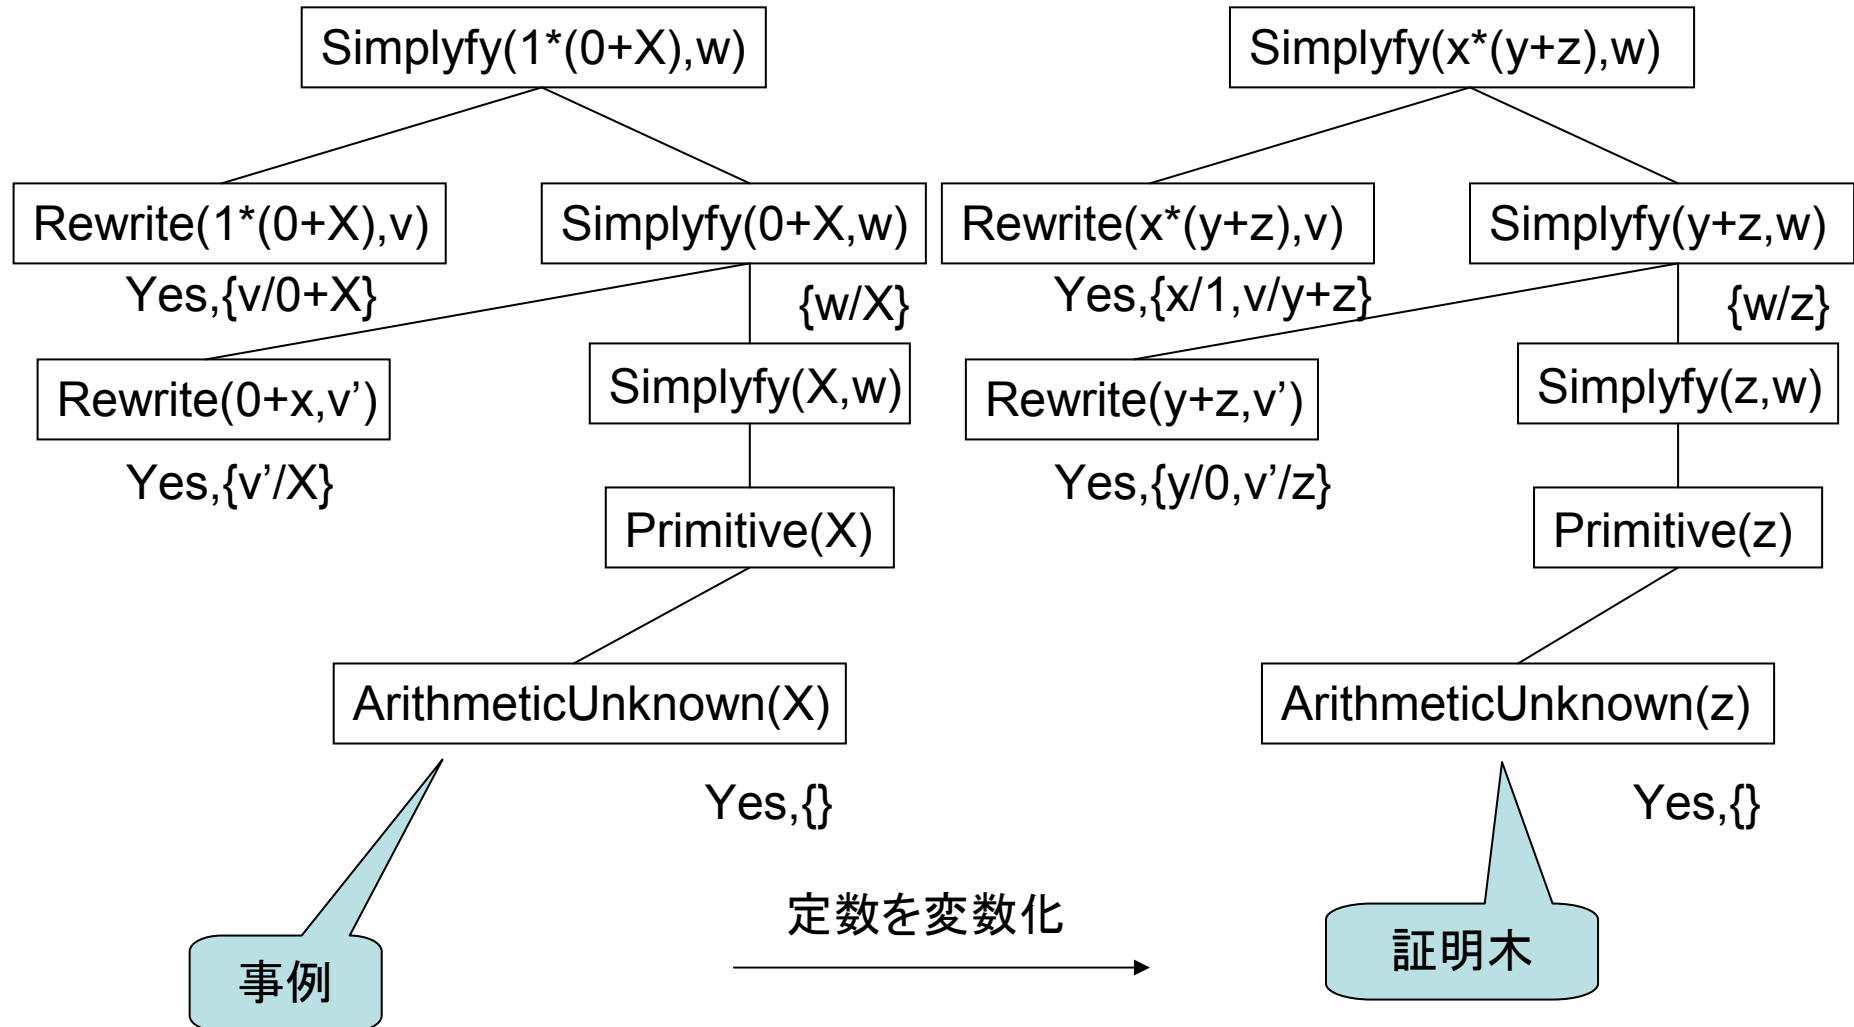 Simplyfy(1*(0+X),w)
Rewrite(1*(0+X),v)
Simplyfy(0+X,w)
Yes,{v/0+X}
{w/X}
Rewrite(0+x,v’)
Simplyfy(X,w)
Yes,{v’/X}
Primitive(X)
ArithmeticUnknown(X)
Yes,{}
事例
定数を変数化
Simplyfy(x*(y+z),w)
Rewrite(x*(y+z),v)
Simplyfy(y+z,w)
Yes,{x/1,v/y+z}
{w/z}
Rewrite(y+z,v’)
Simplyfy(z,w)
Yes,{y/0,v’/z}
Primitive(z)
ArithmeticUnknown(z)
Yes,{}
証明木